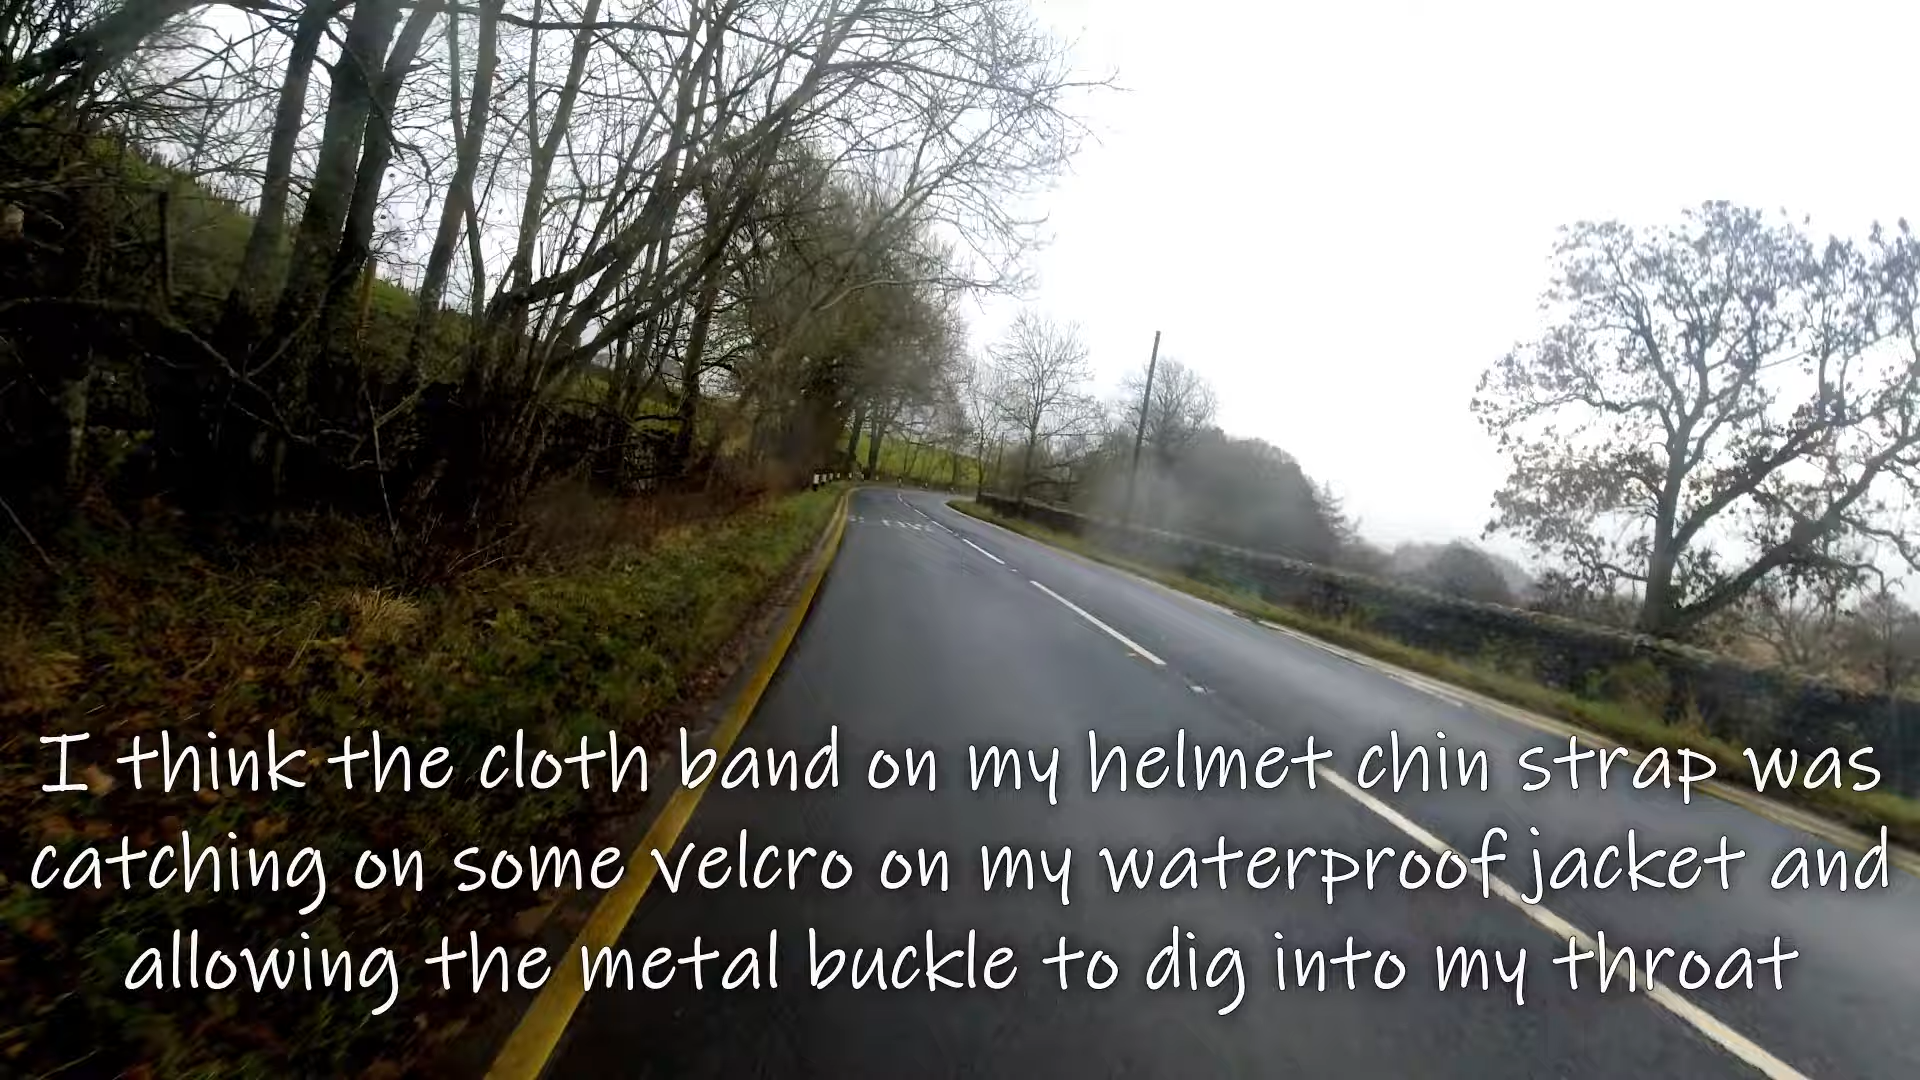 I think the cloth band on my helmet chin strap was
catching on some velcro on my waterproof jacket and
allowing the metal buckle to dig into my throat